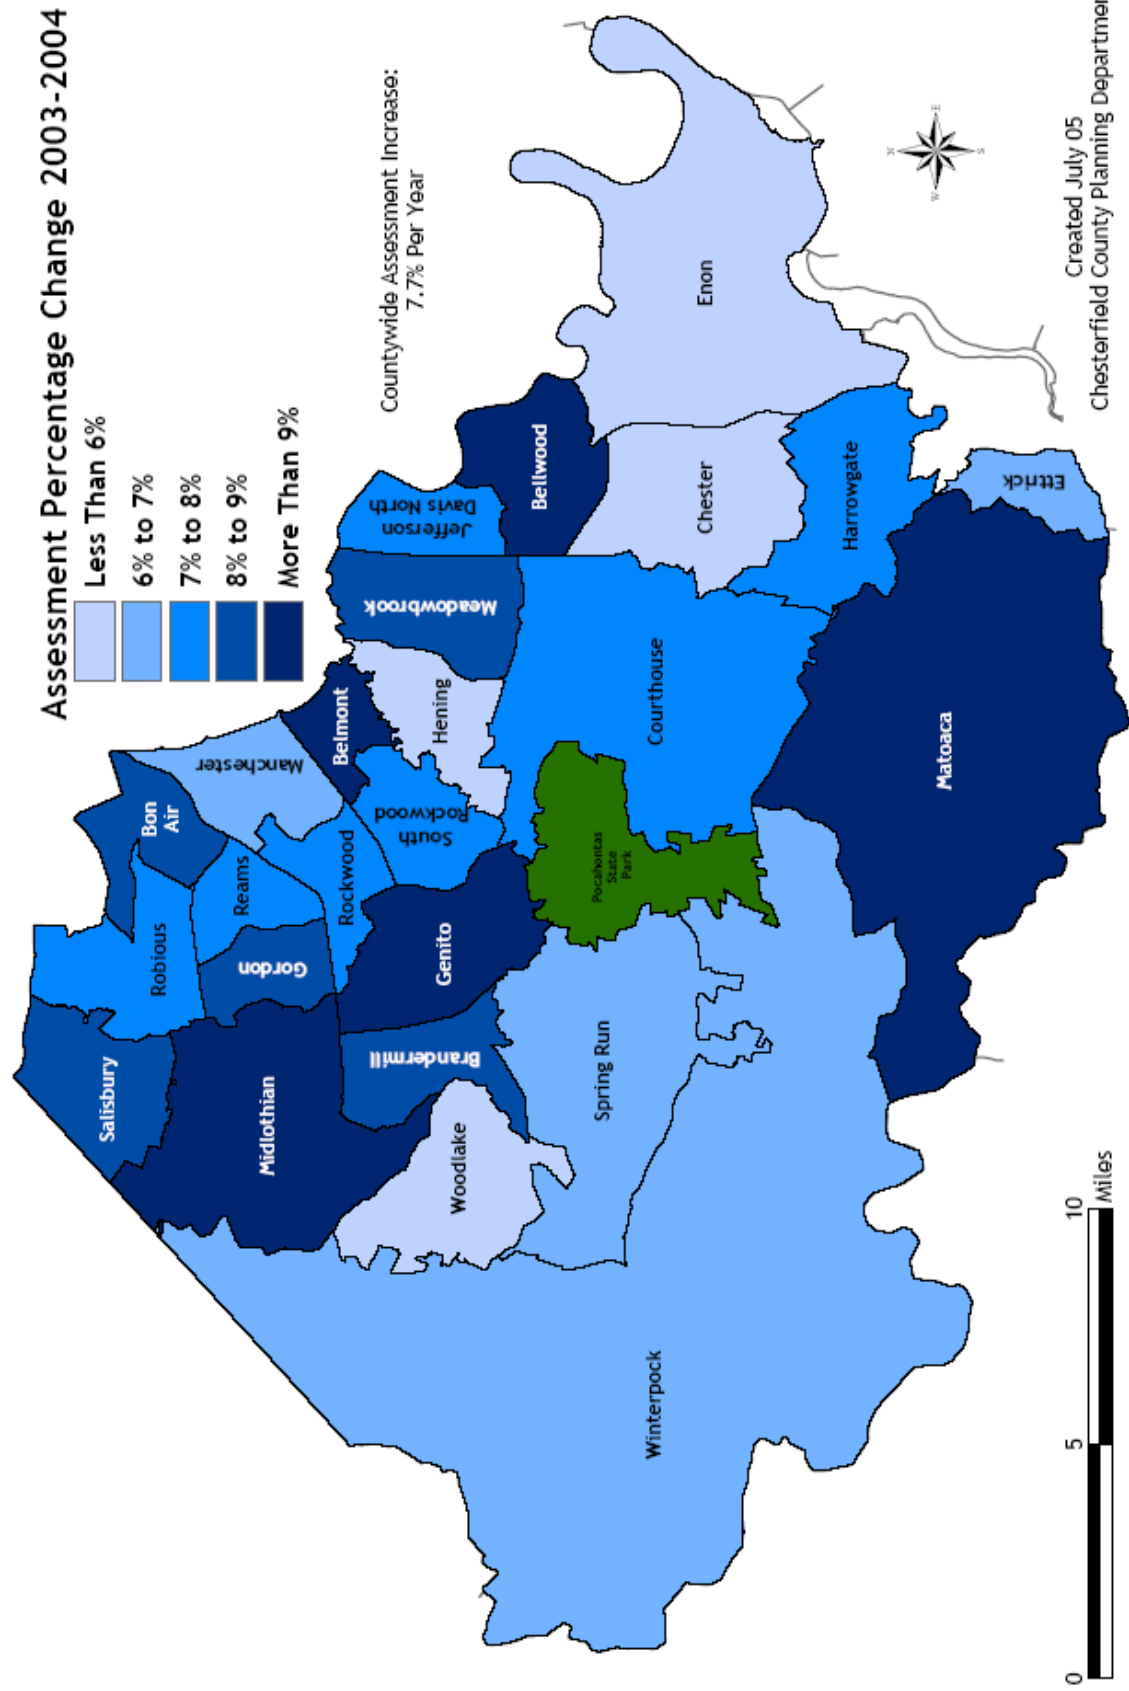 Assessment Percentage Change 2003-2004
Less Than 6%
6% to 7%
7% to 8%
8% to 9%
More Than 9%
Countywide Assessment Increase:
7.7% Per Year
Salisbury
Robious
Bon
Air
Midlothian
Gordon
Reams
Manchester
Rockwood
Belmont
Brandermill
Genito
South
Rockwood
Hening
Meadowbrook
Jefferson
Davis North
Woodlake
Bellwood
Spring Run
Pocahontas
State
Park
Courthouse
Chester
Enon
Winterpock
Harrowgate
Matoaca
Ettrick
N
W
E
S
0
5
10
Miles
Created July 05
Chesterfield County Planning Departmen